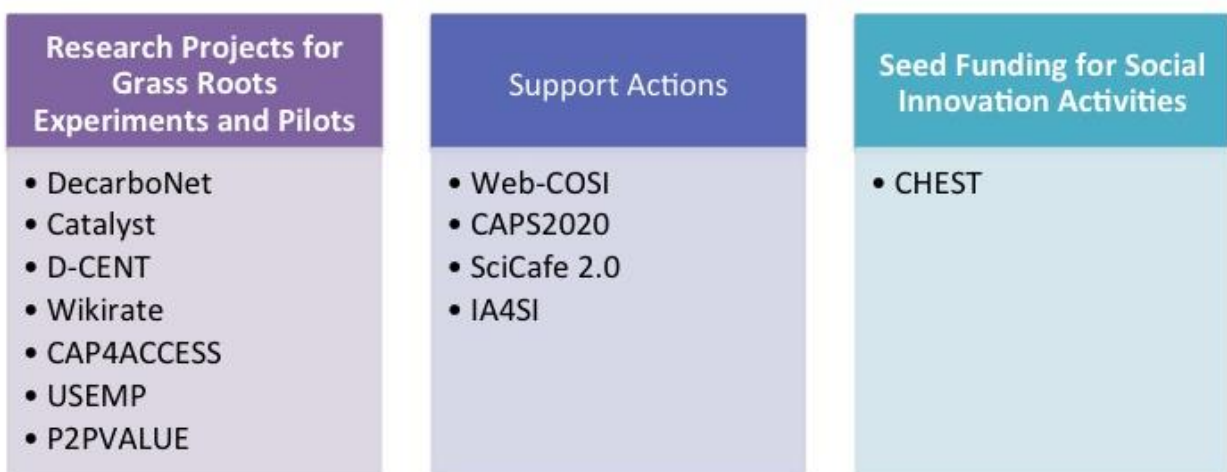 Research Projects for
Grass Roots
Experiments and Pilots
• DecarboNet
• Catalyst
• D-CENT
• Wikirate
• CAP4ACCESS
• USEMP
• P2PVALUE
Support Actions
• Web-COSI
• CAPS2020
• SciCafe 2.0
• IA4SI
Seed Funding for Social
Innovation Activities
• CHEST